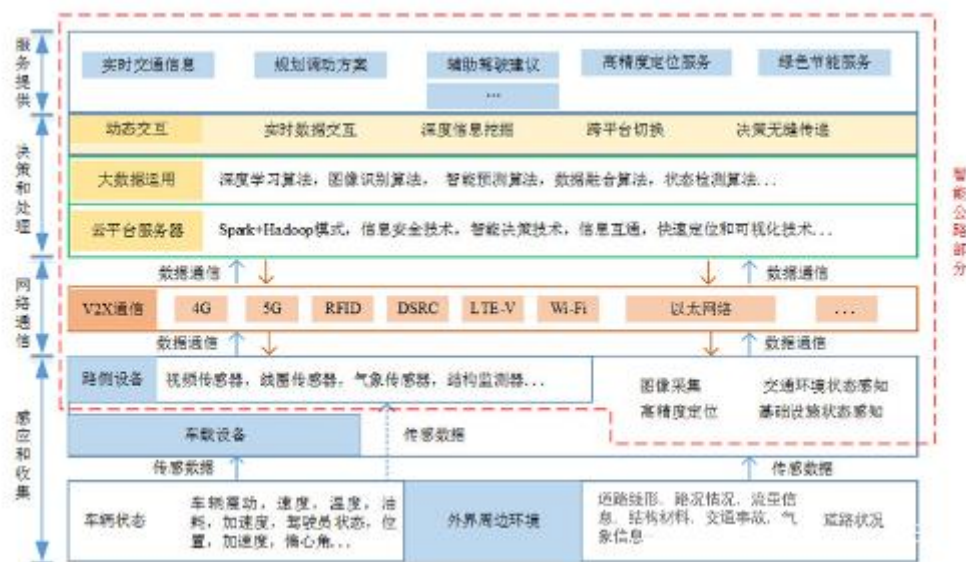 服务提供
实时交通信息
规划调动方案
辅助驾驶建议
高精度定位服务
绿色节能服务
...
决策和处理
动态交互
实时数据交互
深度信息挖掘
跨平台切换
决策无缝传递
大数据运用
深度学习算法，图像识别算法， 智能预测算法，数据融合算法，状态检测算法...
云平台服务器
Spark+Hadoop模式，信息安全技术，智能决策技术，信息互通，快速定位和可视化技术...
智能公路部分
数据通信
数据通信
网络通信
V2X通信
4G
5G
RFID
DSRC
LTE-V
Wi-Fi
以太网络
...
数据通信
数据通信
感应和收集
路侧设备
视频传感器，线圈传感器，气象传感器，结构监测器...
图像采集
交通环境状态感知
高精度定位
基础设施状态感知
车载设备
传感数据
传感数据
传感数据
车辆状态
车辆震动，速度，温度，油
耗，加速度，驾驶员状态，位
置，加速度，偏心角...
外界周边环境
道路线形，路况情况，流量信
息，结构材料，交通事故，气
象信息...
道路状况